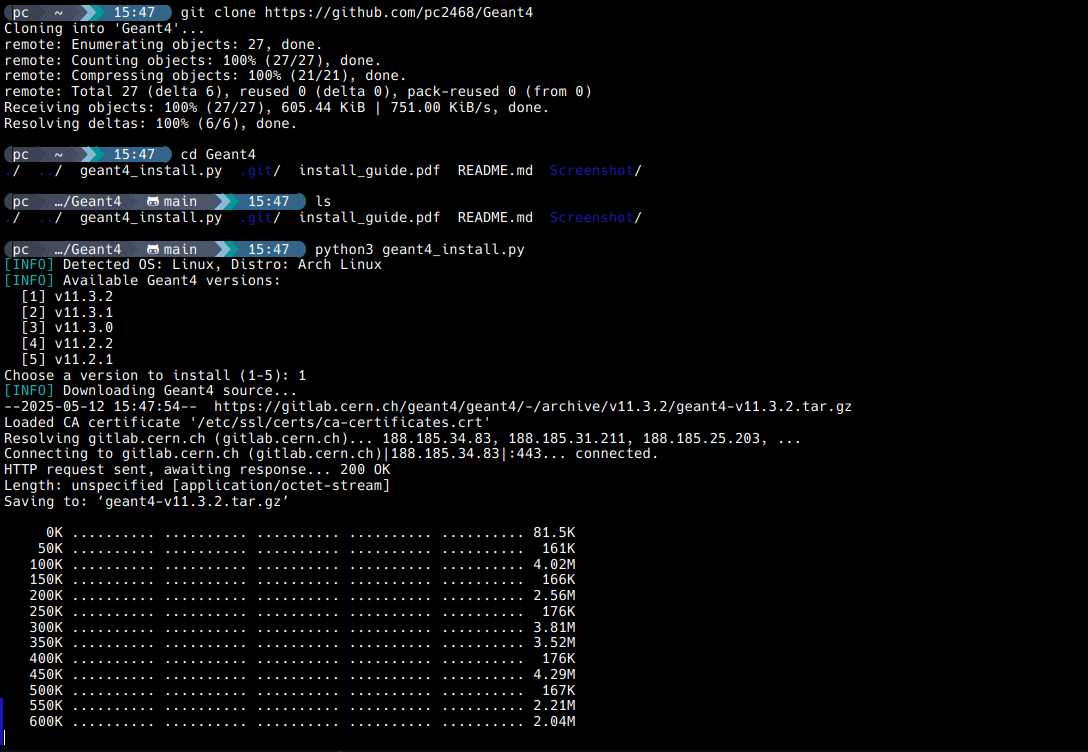 pc ~ 15:47 git clone https://github.com/pc2468/Geant4
Cloning into 'Geant4'...
remote: Enumerating objects: 27, done.
remote: Counting objects: 100% (27/27), done.
remote: Compressing objects: 100% (21/21), done.
remote: Total 27 (delta 6), reused 0 (delta 0), pack-reused 0 (from 0)
Receiving objects: 100% (27/27), 605.44 KiB | 751.00 KiB/s, done.
Resolving deltas: 100% (6/6), done.
pc ~ 15:47 cd Geant4
./ ../ geant4_install.py .git/ install_guide.pdf README.md Screenshot/
pc …/Geant4 main 15:47 ls
./ ../ geant4_install.py .git/ install_guide.pdf README.md Screenshot/
pc …/Geant4 main 15:47 python3 geant4_install.py
[INFO] Detected OS: Linux, Distro: Arch Linux
[INFO] Available Geant4 versions:
[1] v11.3.2
[2] v11.3.1
[3] v11.3.0
[4] v11.2.2
[5] v11.2.1
Choose a version to install (1-5): 1
[INFO] Downloading Geant4 source...
--2025-05-12 15:47:54-- https://gitlab.cern.ch/geant4/geant4/-/archive/v11.3.2/geant4-v11.3.2.tar.gz
Loaded CA certificate '/etc/ssl/certs/ca-certificates.crt'
Resolving gitlab.cern.ch (gitlab.cern.ch)... 188.185.34.83, 188.185.31.211, 188.185.25.203, ...
Connecting to gitlab.cern.ch (gitlab.cern.ch)|188.185.34.83|:443... connected.
HTTP request sent, awaiting response... 200 OK
Length: unspecified [application/octet-stream]
Saving to: ‘geant4-v11.3.2.tar.gz’
0K .......... .......... .......... .......... .......... 81.5K
50K .......... .......... .......... .......... .......... 161K
100K .......... .......... .......... .......... .......... 4.02M
150K .......... .......... .......... .......... .......... 166K
200K .......... .......... .......... .......... .......... 2.56M
250K .......... .......... .......... .......... .......... 176K
300K .......... .......... .......... .......... .......... 3.81M
350K .......... .......... .......... .......... .......... 3.52M
400K .......... .......... .......... .......... .......... 176K
450K .......... .......... .......... .......... .......... 4.29M
500K .......... .......... .......... .......... .......... 167K
550K .......... .......... .......... .......... .......... 2.21M
600K .......... .......... .......... .......... .......... 2.04M